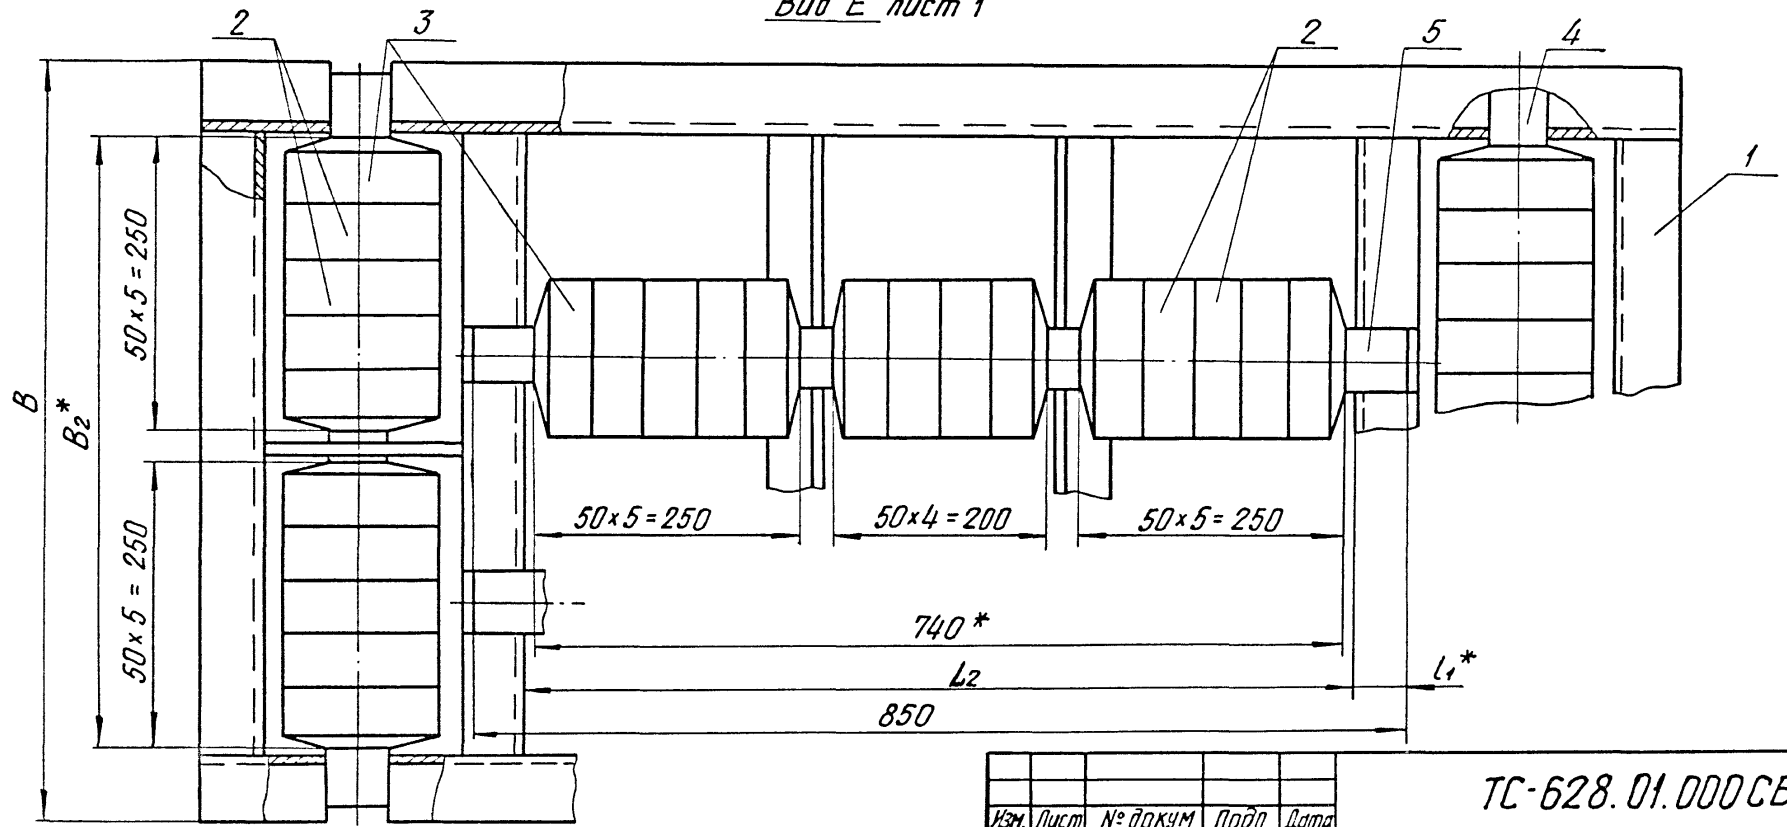 Вид Е лист 1
2
3
2
5
4
1
50×5=250
B
B2*
50×5=250
50×5=250
50×4=200
50×5=250
740*
L2
l1*
850
ТС-628.01.000СБ
Изм. Лист № докум Подп Дата